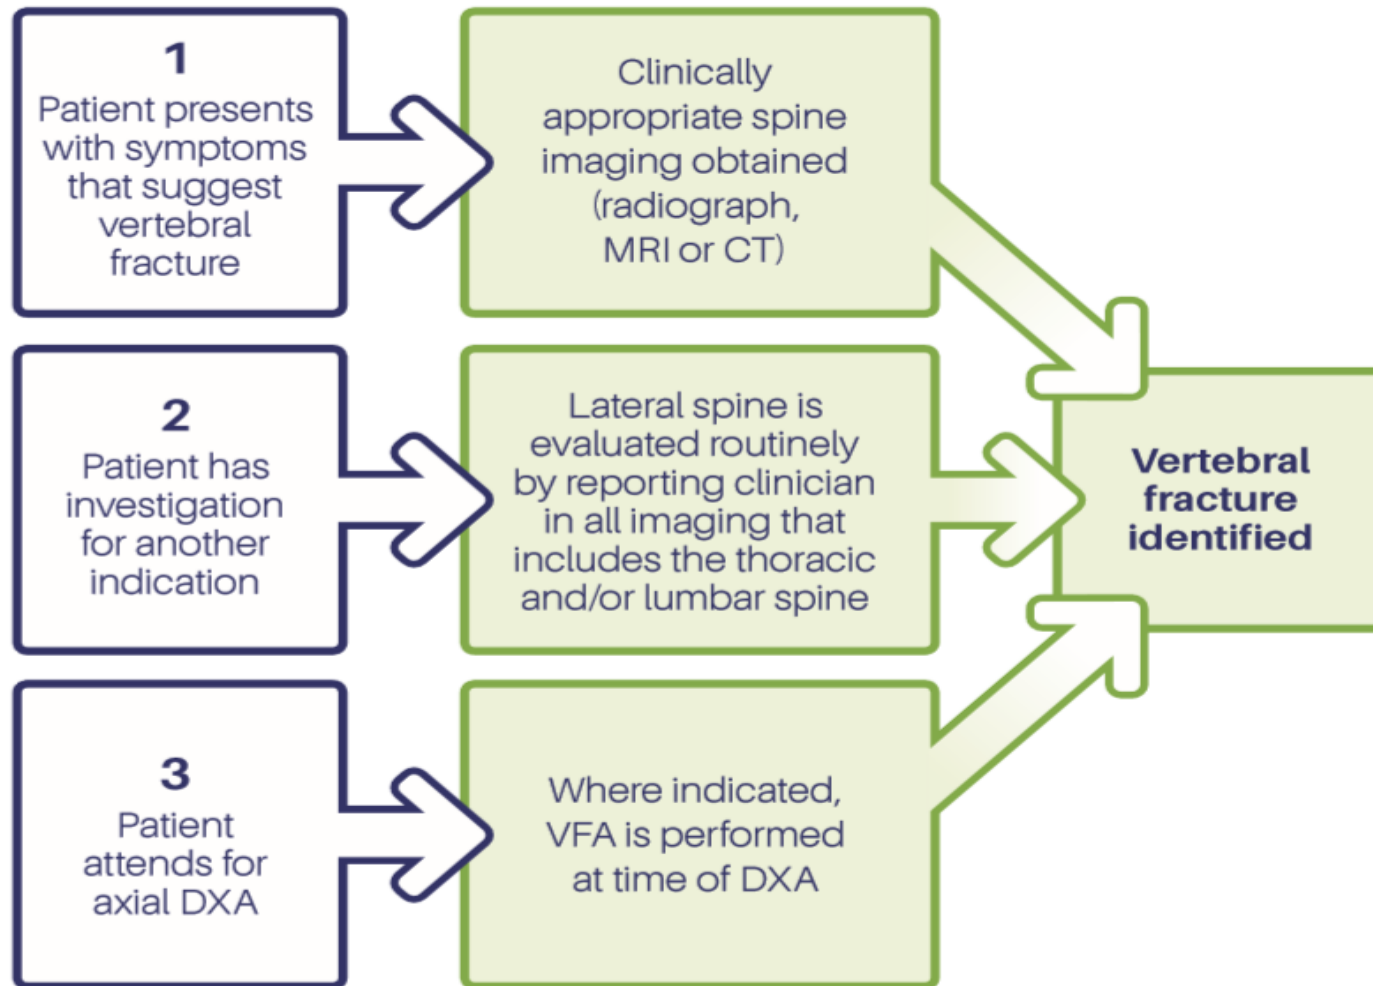 1
Patient presents
with symptoms
that suggest
vertebral
fracture
Clinically
appropriate spine
imaging obtained
(radiograph,
MRI or CT)
2
Patient has
investigation
for another
indication
Lateral spine is
evaluated routinely
by reporting clinician
in all imaging that
includes the thoracic
and/or lumbar spine
3
Patient
attends for
axial DXA
Where indicated,
VFA is performed
at time of DXA
Vertebral
fracture
identified